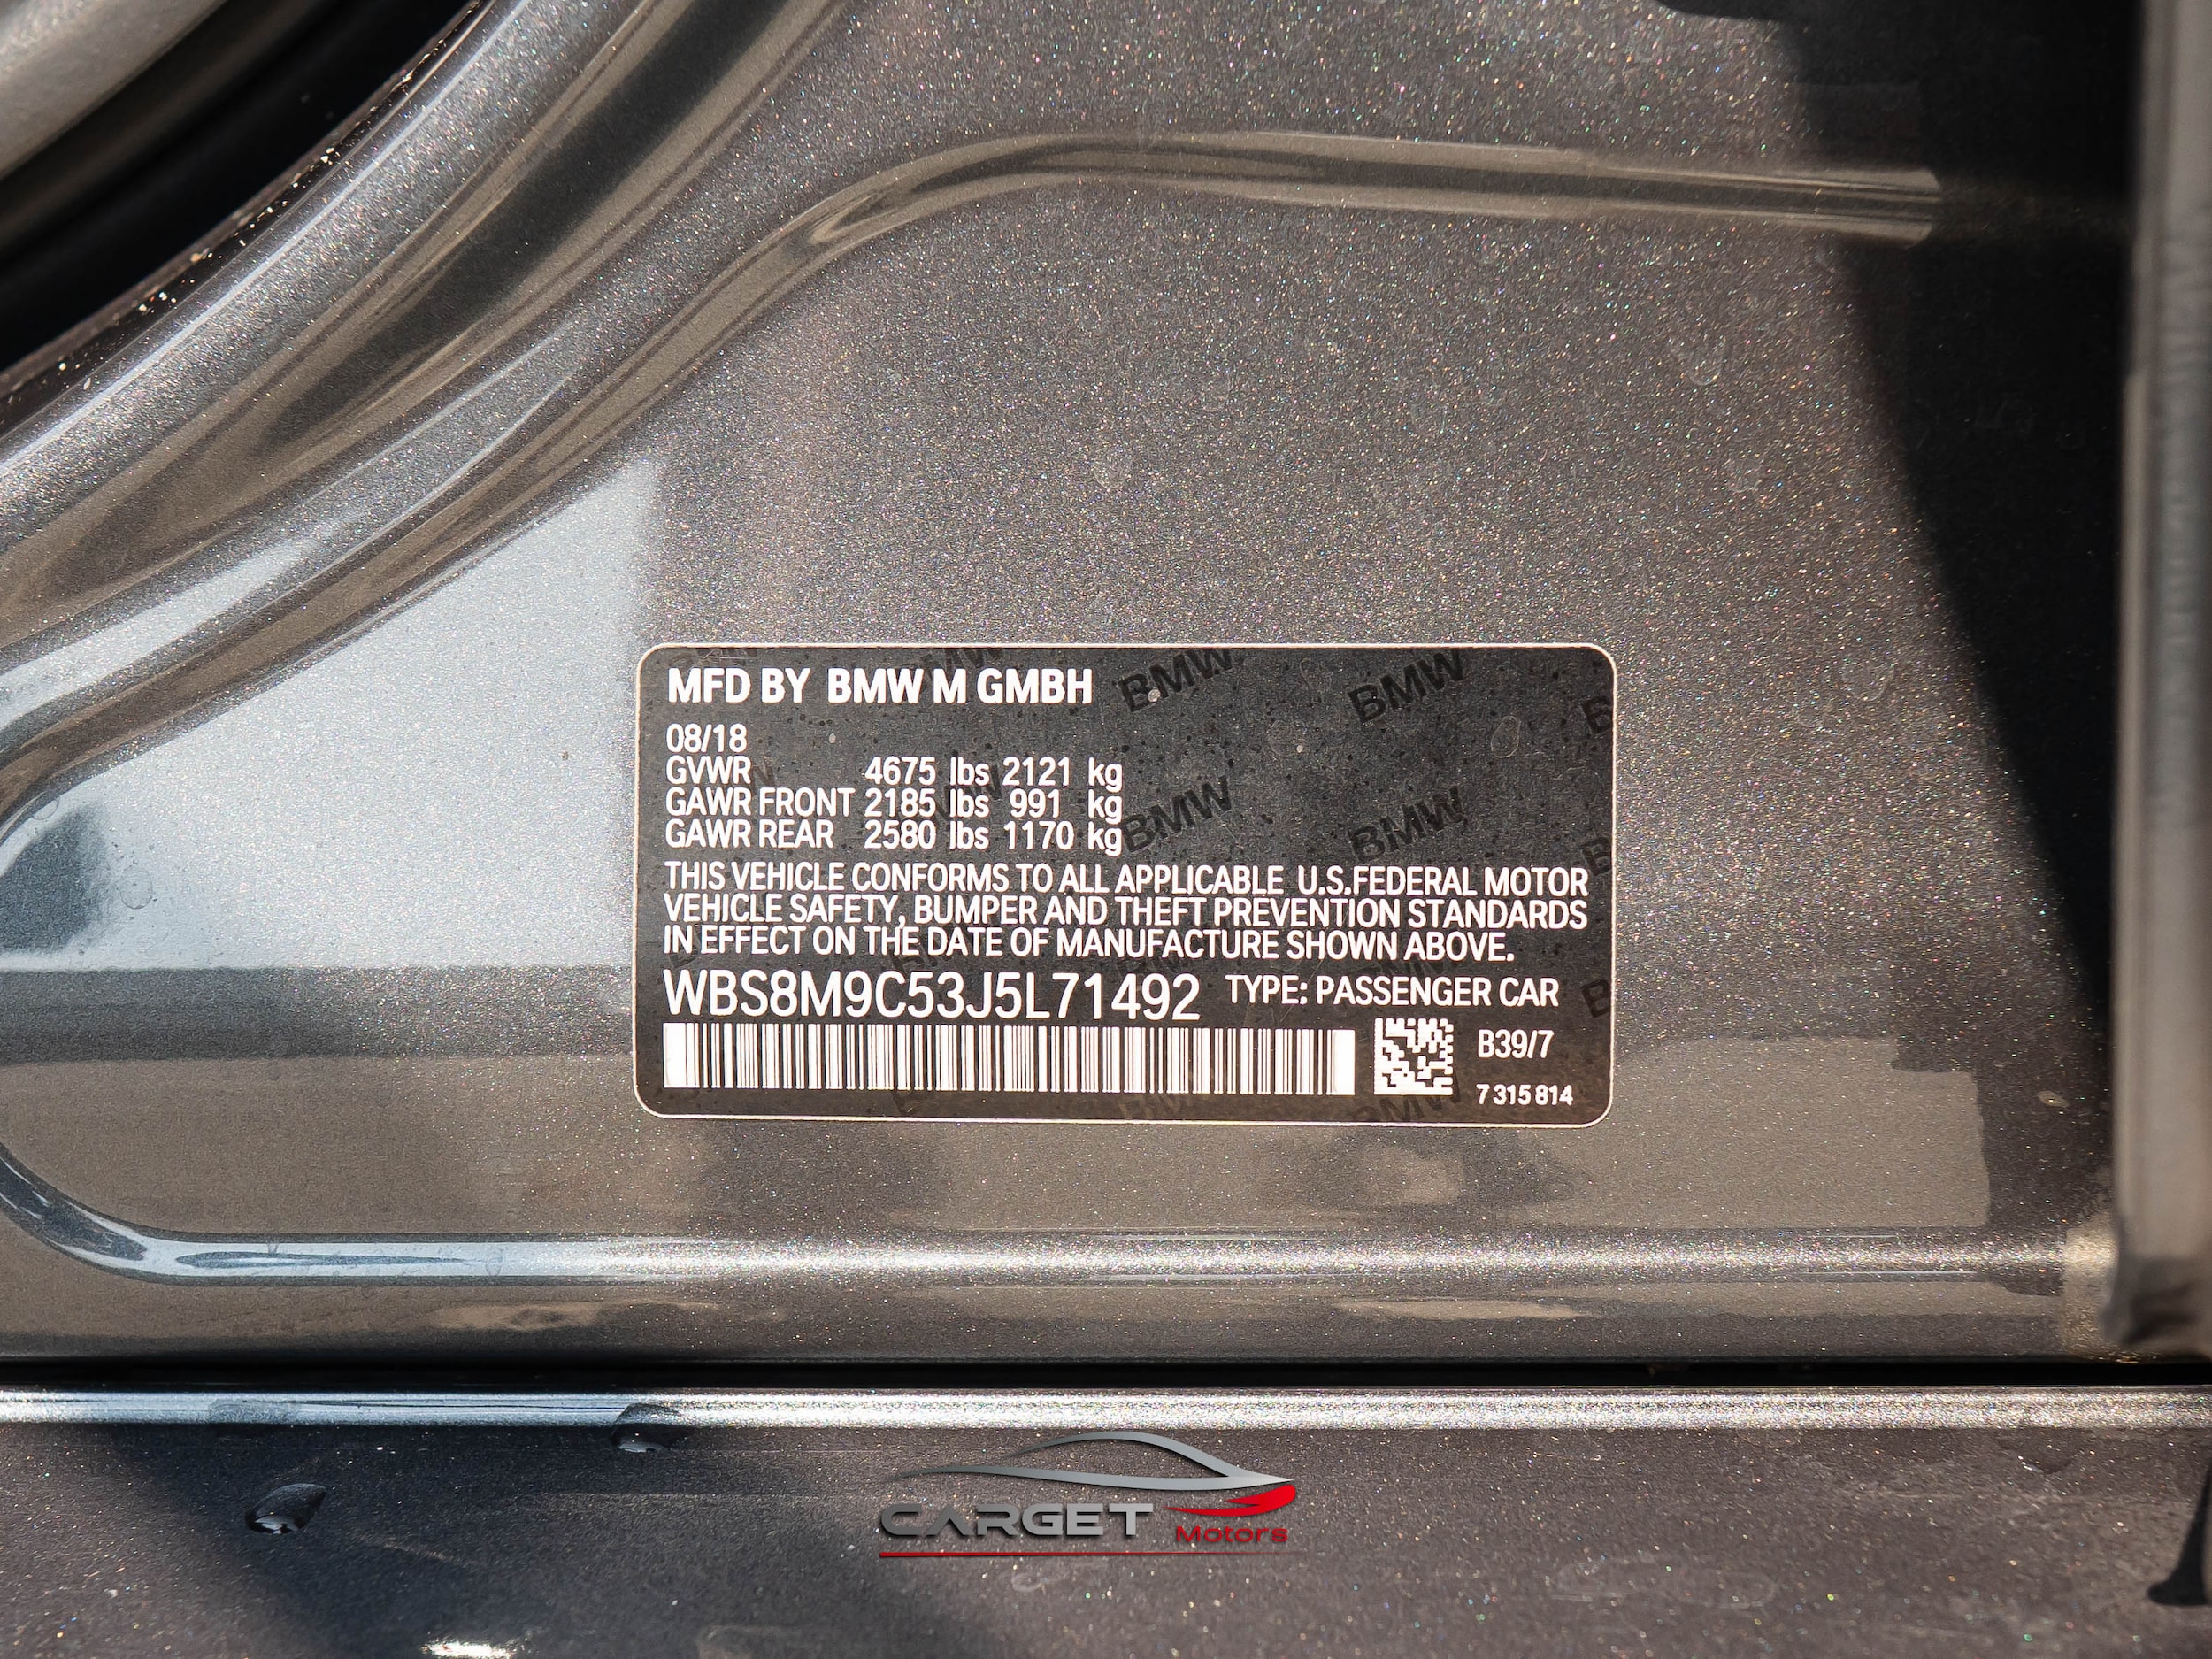 MFD BY BMW M GMBH
08/18
GVWR 4675 lbs 2121 kg
GAWR FRONT 2185 lbs 991 kg
GAWR REAR 2580 lbs 1170 kg
THIS VEHICLE CONFORMS TO ALL APPLICABLE U.S.FEDERAL MOTOR
VEHICLE SAFETY, BUMPER AND THEFT PREVENTION STANDARDS
IN EFFECT ON THE DATE OF MANUFACTURE SHOWN ABOVE.
WBS8M9C53J5L71492 TYPE: PASSENGER CAR
B39/7
7 315 814
CARGET Motors